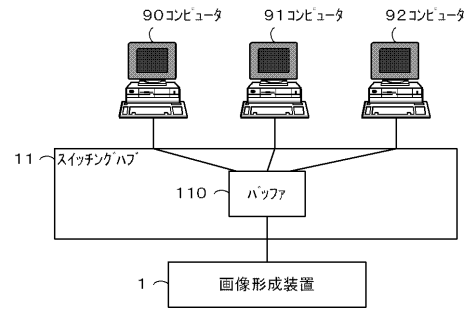 90コンピュータ 91コンピュータ 92コンピュータ
11 スイッチングハブ
110 バッファ
1 画像形成装置